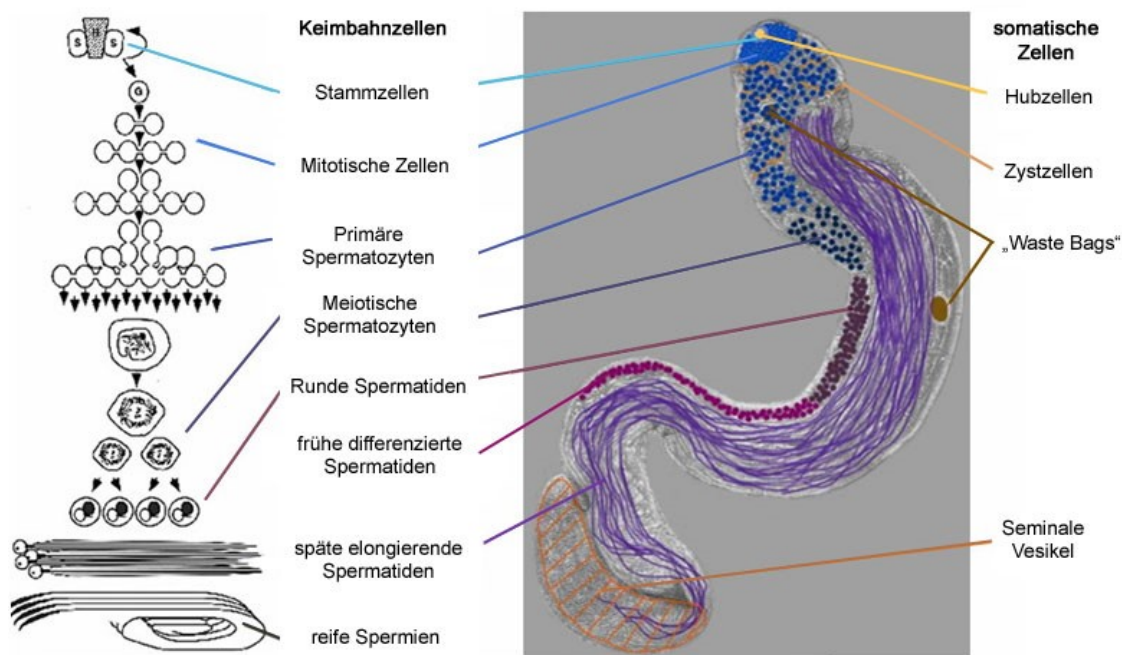 Keimbahnzellen
somatische
Zellen
S H S
Stammzellen
Hubzellen
G
Mitotische Zellen
Zystzellen
Primäre
Spermatozyten
„Waste Bags“
Meiotische
Spermatozyten
Runde Spermatiden
frühe differenzierte
Spermatiden
späte elongierende
Spermatiden
Seminale
Vesikel
reife Spermien